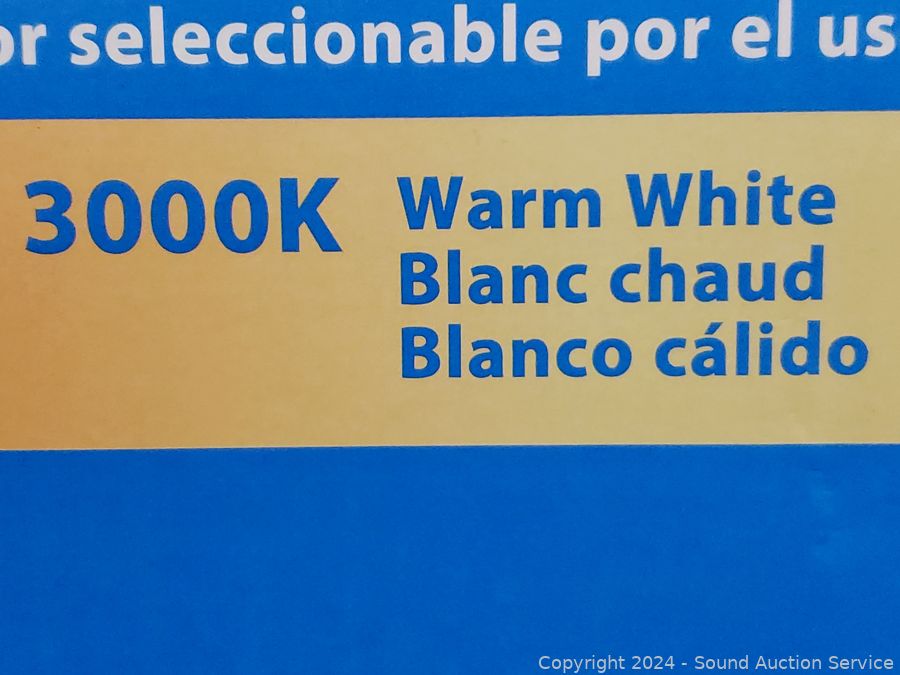 or seleccionable por el us
3000K
Warm White
Blanc chaud
Blanco cálido
Copyright 2024 - Sound Auction Service